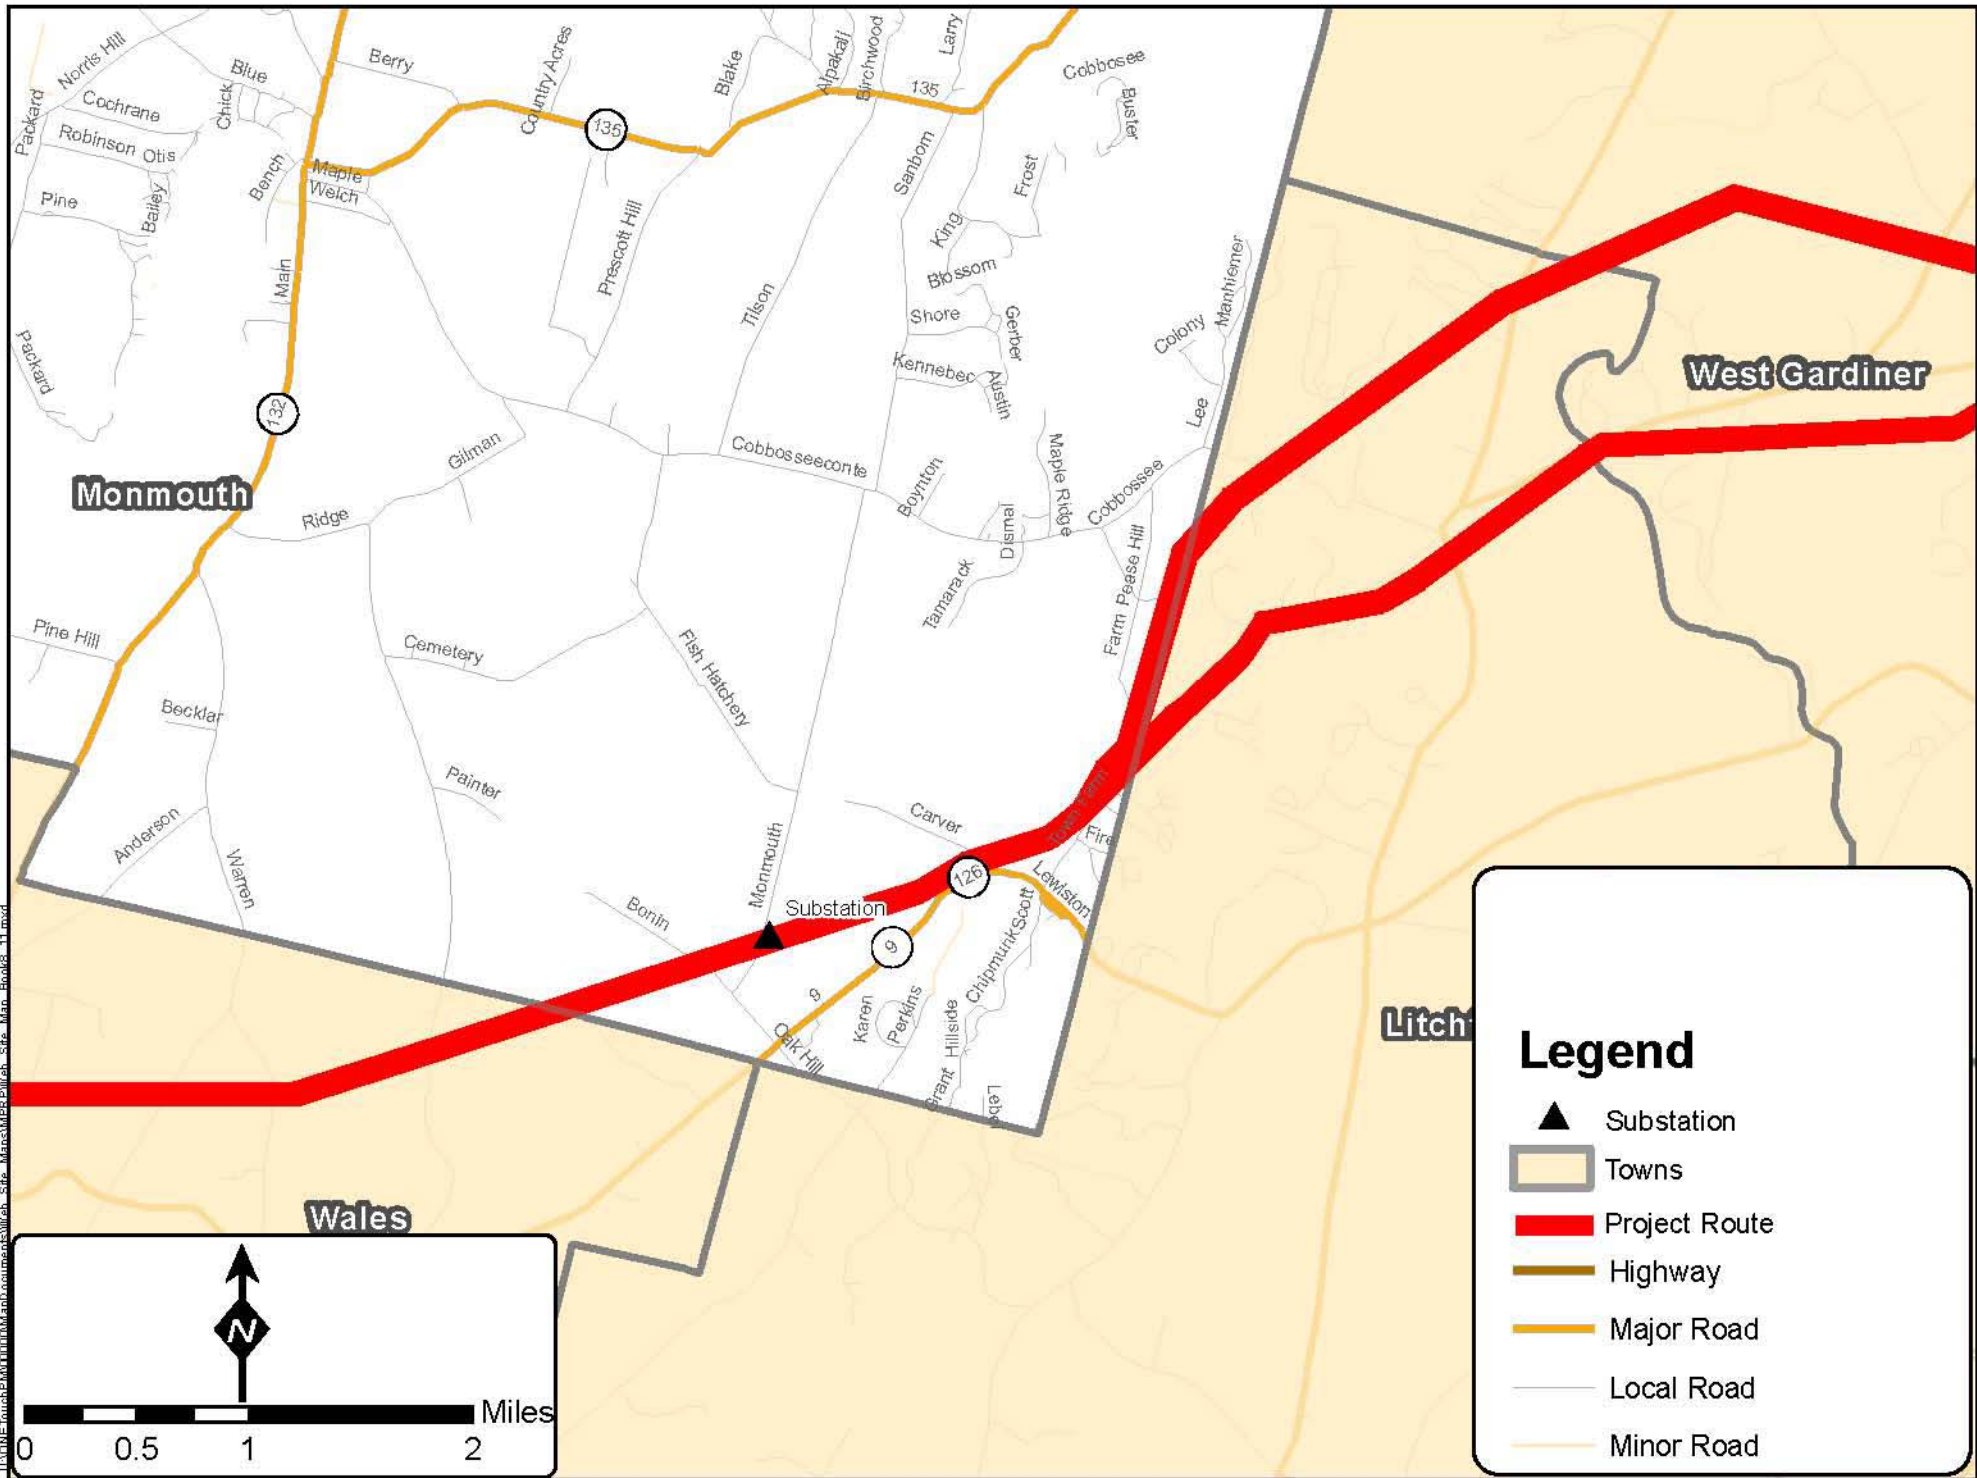 Norris Hill
Blue
Berry
Country Acres
Blake
Alpakaji
Birchwood
Larry
Cobbosee
Buster
Packard
Cochrane
Chick
135
135
Robinson
Otis
Bench
Maple
Welch
Sanborn
Frost
Pine
Bailey
Prescott Hill
King
Main
Tilson
Blossom
Manhiemer
Shore
Gerber
Colony
Packard
Kennebec
Austin
West Gardiner
132
Lee
Gilman
Cobbosseeconte
Boynton
Maple Ridge
Cobbossee
Monmouth
Ridge
Dismal
Farm Pease Hill
Tamarack
Pine Hill
Cemetery
Fish Hatchery
Becklar
Painter
Town Farm
Anderson
Carver
Fire
Warren
Monmouth
126
Lewiston
Substation
Bonin
Scott
9
Chipmunk
9
Karen
Perkins
Hillside
Oak Hill
Grant
Lebel
Litchf
Wales
N
Miles
0 0.5 1 2
Legend
Substation
Towns
Project Route
Highway
Major Road
Local Road
Minor Road